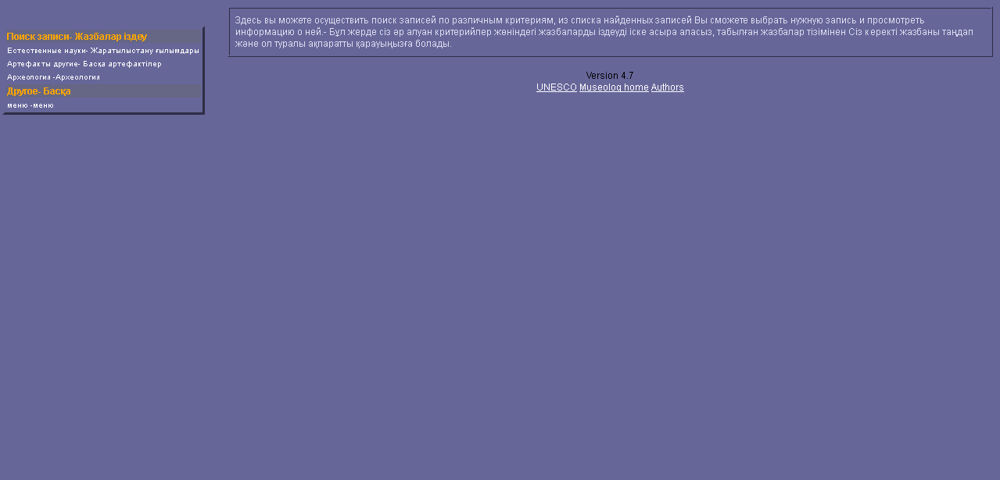 Поиск записи- Жазбалар іздеу
Естественные науки- Жаратылыстану ғылымдары
Артефакты другие- Басқа артефактілер
Археология -Археология
Другое- Басқа
меню -меню
Здесь вы можете осуществить поиск записей по различным критериям, из списка найденных записей Вы сможете выбрать нужную запись и просмотреть
информацию о ней.- Бұл жерде сіз әр алуан критерийлер жөніндегі жазбаларды іздеуді іске асыра аласыз, табылған жазбалар тізімінен Сіз керекті жазбаны таңдап
және ол туралы ақпаратты қарауыңызға болады.
Version 4.7
UNESCO Museolog home Authors